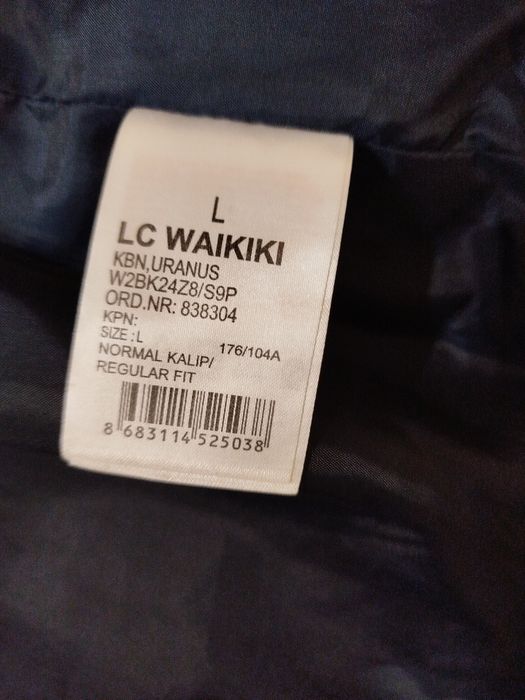 L
LC WAIKIKI
KBN,URANUS
W2BK24Z8/S9P
ORD.NR: 838304
KPN:
SIZE :L 176/104A
NORMAL KALIP/
REGULAR FIT
8 683114 525038